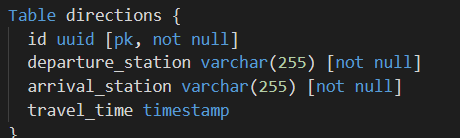 Table directions {
id uuid [pk, not null]
departure_station varchar(255) [not null]
arrival_station varchar(255) [not null]
travel_time timestamp
}